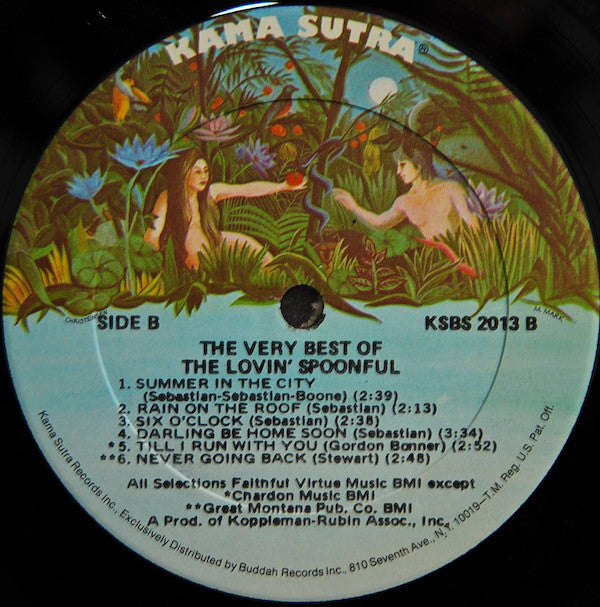 KAMA SUTRA®
CHRISTENSEN
M. MARK
SIDE B
KSBS 2013 B
THE VERY BEST OF
THE LOVIN' SPOONFUL
1. SUMMER IN THE CITY
(Sebastian-Sebastian-Boone) (2:39)
2. RAIN ON THE ROOF (Sebastian) (2:13)
3. SIX O'CLOCK (Sebastian) (2:38)
4. DARLING BE HOME SOON (Sebastian) (3:34)
*5. TILL I RUN WITH YOU (Gordon Bonner) (2:52)
**6. NEVER GOING BACK (Stewart) (2:48)
All Selections Faithful Virtue Music BMI except
*Chardon Music BMI
**Great Montana Pub. Co. BMI
A Prod. of Koppleman-Rubin Assoc., Inc.
Kama Sutra Records Inc., Exclusively Distributed by Buddah Records Inc., 810 Seventh Ave., N.Y. 10019—T.M. Reg. U.S. Pat. Off.